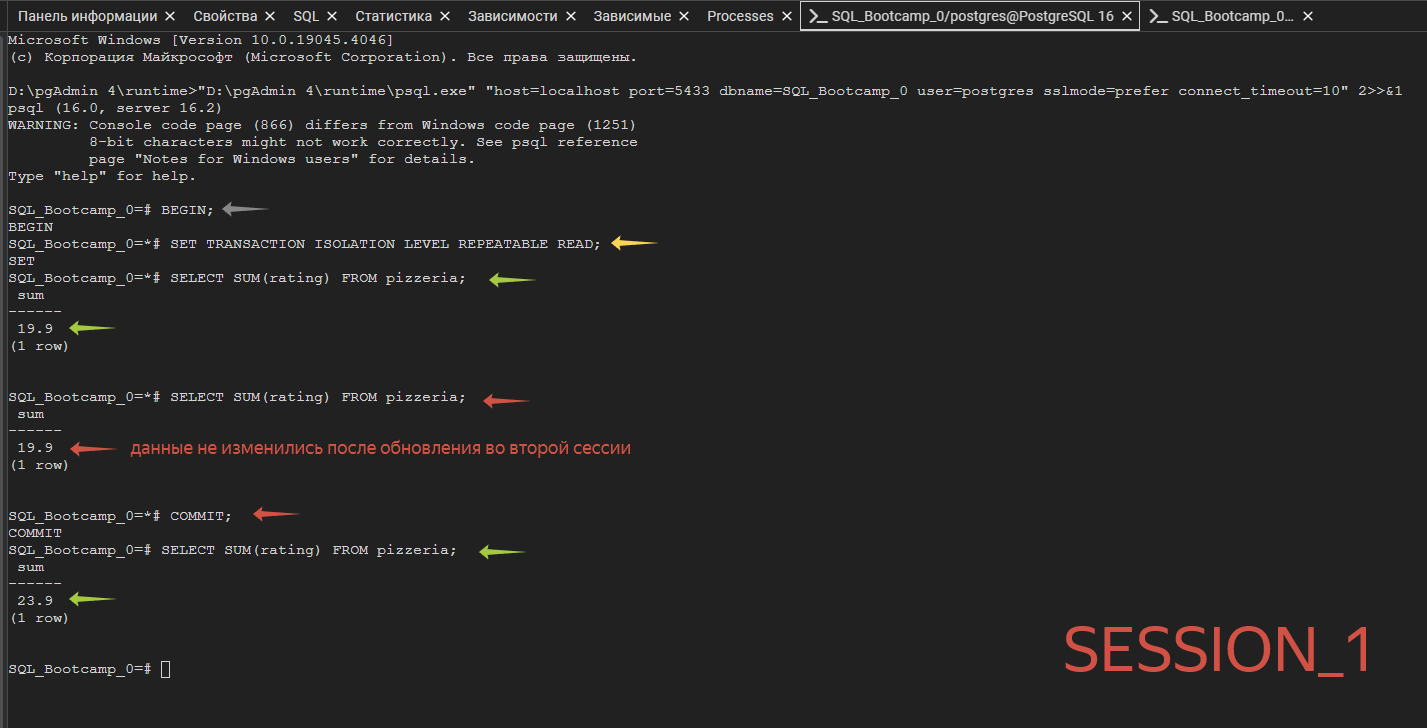 Панель информации × Свойства × SQL × Статистика × Зависимости × Зависимые × Processes × SQL_Bootcamp_0/postgres@PostgreSQL 16 × SQL_Bootcamp_0... ×
Microsoft Windows [Version 10.0.19045.4046]
(c) Корпорация Майкрософт (Microsoft Corporation). Все права защищены.
D:\pgAdmin 4\runtime>"D:\pgAdmin 4\runtime\psql.exe" "host=localhost port=5433 dbname=SQL_Bootcamp_0 user=postgres sslmode=prefer connect_timeout=10" 2>>&1
psql (16.0, server 16.2)
WARNING: Console code page (866) differs from Windows code page (1251)
8-bit characters might not work correctly. See psql reference
page "Notes for Windows users" for details.
Type "help" for help.
SQL_Bootcamp_0=# BEGIN;
BEGIN
SQL_Bootcamp_0=*# SET TRANSACTION ISOLATION LEVEL REPEATABLE READ;
SET
SQL_Bootcamp_0=*# SELECT SUM(rating) FROM pizzeria;
sum
------
19.9
(1 row)
SQL_Bootcamp_0=*# SELECT SUM(rating) FROM pizzeria;
sum
------
19.9 данные не изменились после обновления во второй сессии
(1 row)
SQL_Bootcamp_0=*# COMMIT;
COMMIT
SQL_Bootcamp_0=# SELECT SUM(rating) FROM pizzeria;
sum
------
23.9
(1 row)
SQL_Bootcamp_0=#
SESSION_1